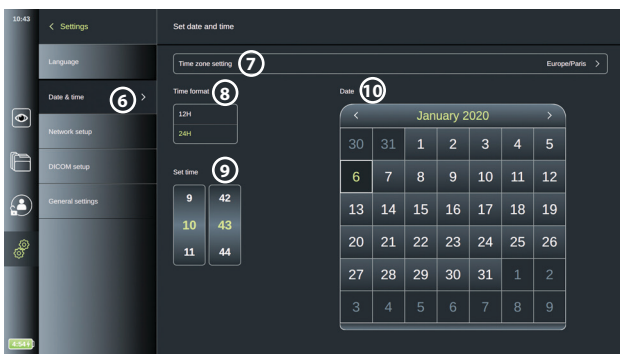 10:43
Settings
Set date and time
Language
Date & time
6
Network setup
DICOM setup
General settings
4:54
Time zone setting
7
Europe/Paris
Time format
8
12H
24H
Set time
9
9 42
10 43
11 44
Date
10
January 2020
30 31 1 2 3 4 5
6 7 8 9 10 11 12
13 14 15 16 17 18 19
20 21 22 23 24 25 26
27 28 29 30 31 1 2
3 4 5 6 7 8 9